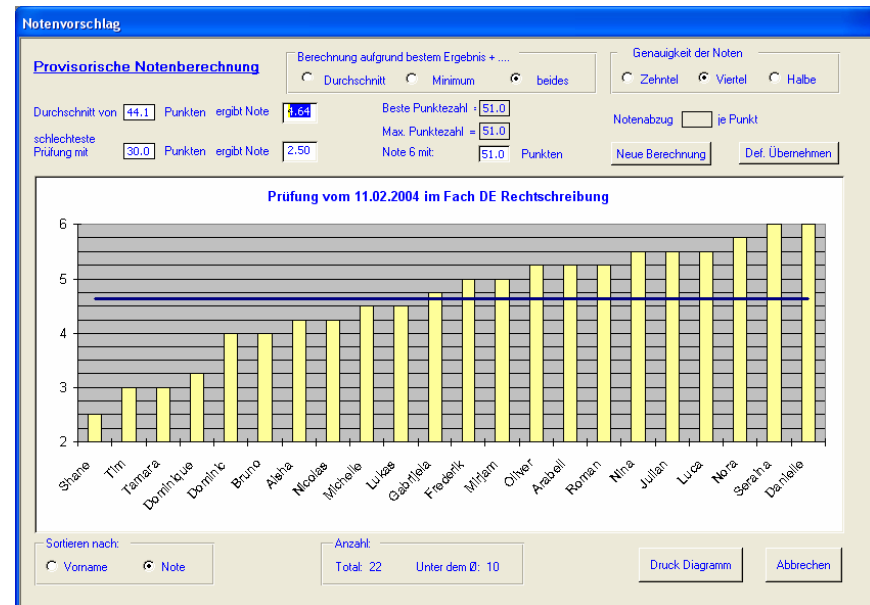 Notenvorschlag
Provisorische Notenberechnung
Berechnung aufgrund bestem Ergebnis + ....
Durchschnitt Minimum beides
Genauigkeit der Noten
Zehntel Viertel Halbe
Durchschnitt von 44.1 Punkten ergibt Note 4.64
schlechteste
Prüfung mit 30.0 Punkten ergibt Note 2.50
Beste Punktezahl = 51.0
Max. Punktezahl = 51.0
Note 6 mit: 51.0 Punkten
Notenabzug je Punkt
Neue Berechnung Def. Übernehmen
Prüfung vom 11.02.2004 im Fach DE Rechtschreibung
6
5
4
3
2
Shane Tim Tamara Dominique Dominic Bruno Aisha Nicolas Michelle Lukas Gabrijela Frederik Mirjam Oliver Arabell Roman Nina Julian Luca Nora Seraina Danielle
Sortieren nach:
Vorname Note
Anzahl:
Total: 22 Unter dem Ø: 10
Druck Diagramm
Abbrechen